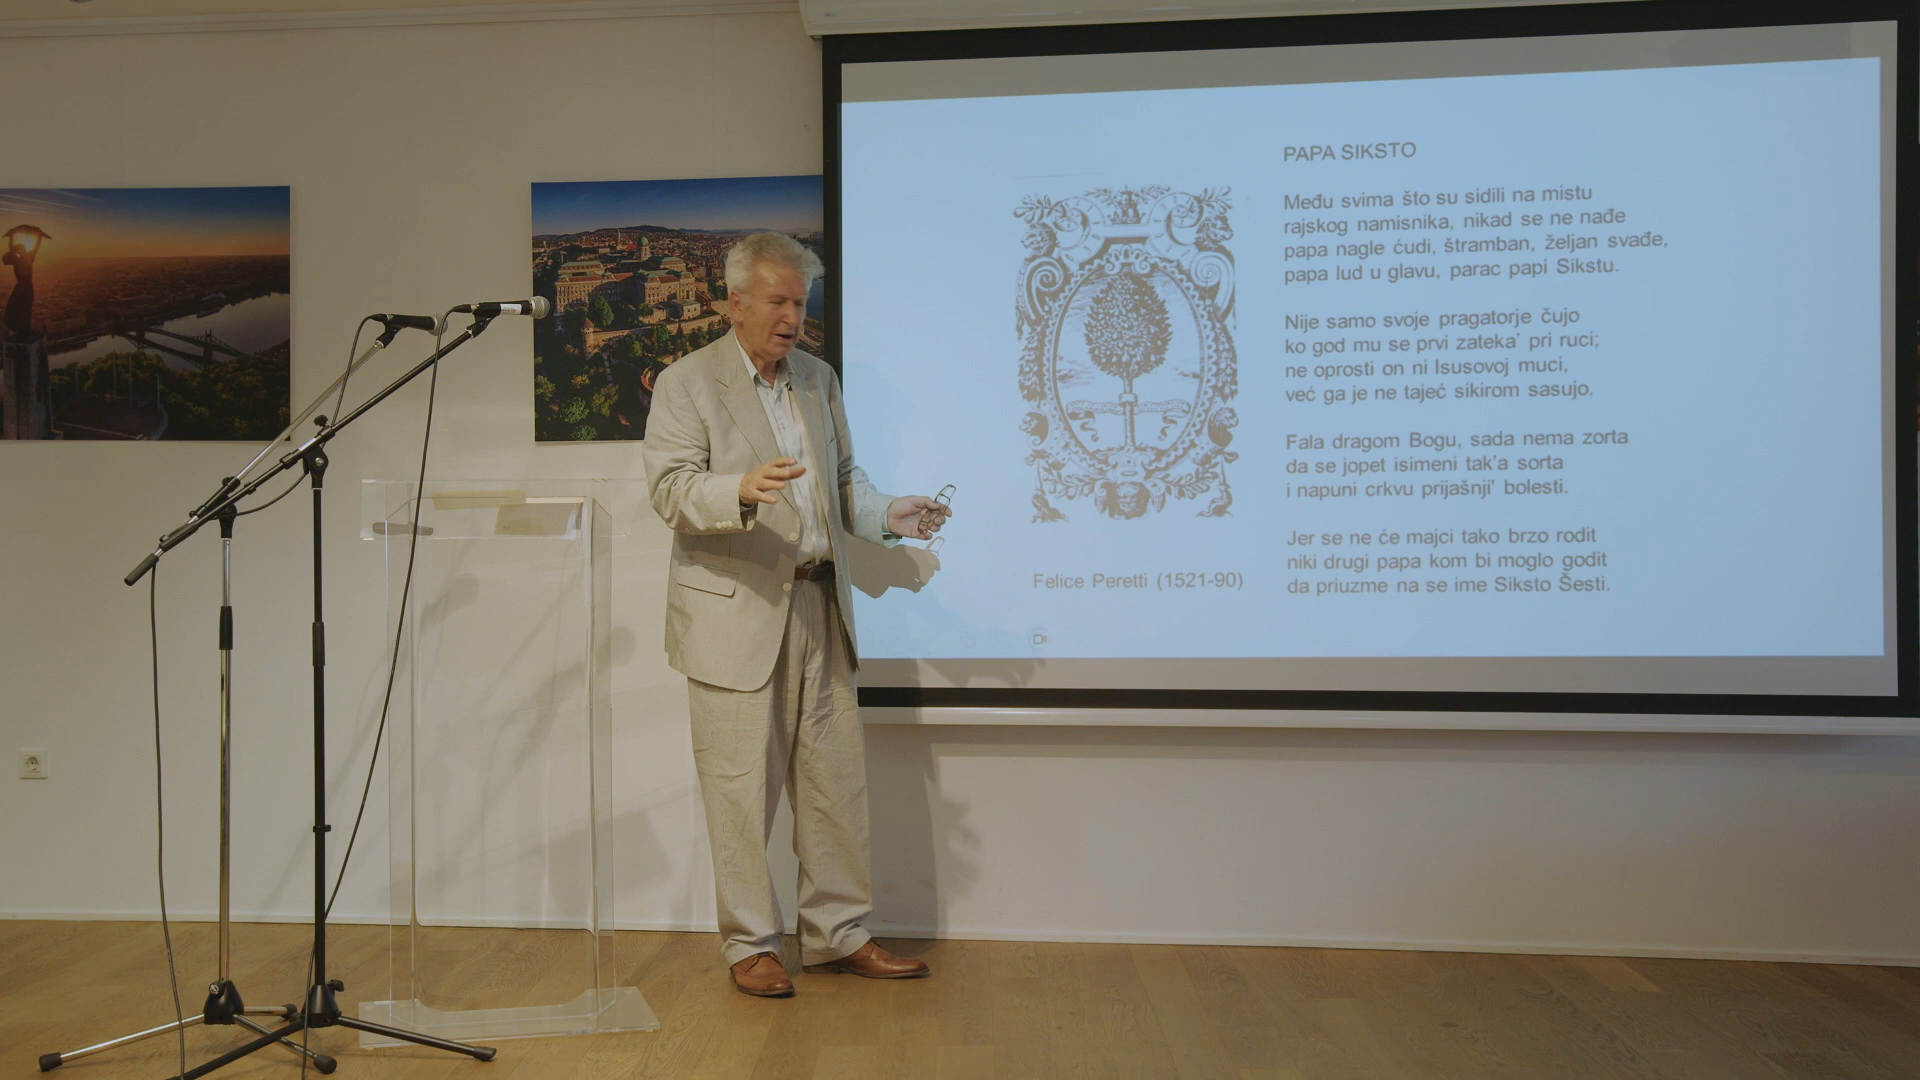 PAPA SIKSTO
Među svima što su sidili na mistu
rajskog namisnika, nikad se ne nađe
papa nagle ćudi, štramban, željan svađe,
papa lud u glavu, parac papi Sikstu.
Nije samo svoje pragatorje čujo
ko god mu se prvi zateka' pri ruci;
ne oprosti on ni Isusovoj muci,
već ga je ne tajeć sikirom sasujo.
Fala dragom Bogu, sada nema zorta
da se jopet isimeni tak'a sorta
i napuni crkvu prijašnji' bolesti.
Jer se ne će majci tako brzo rodit
niki drugi papa kom bi moglo godit
da priuzme na se ime Siksto Šesti.
Felice Peretti (1521-90)